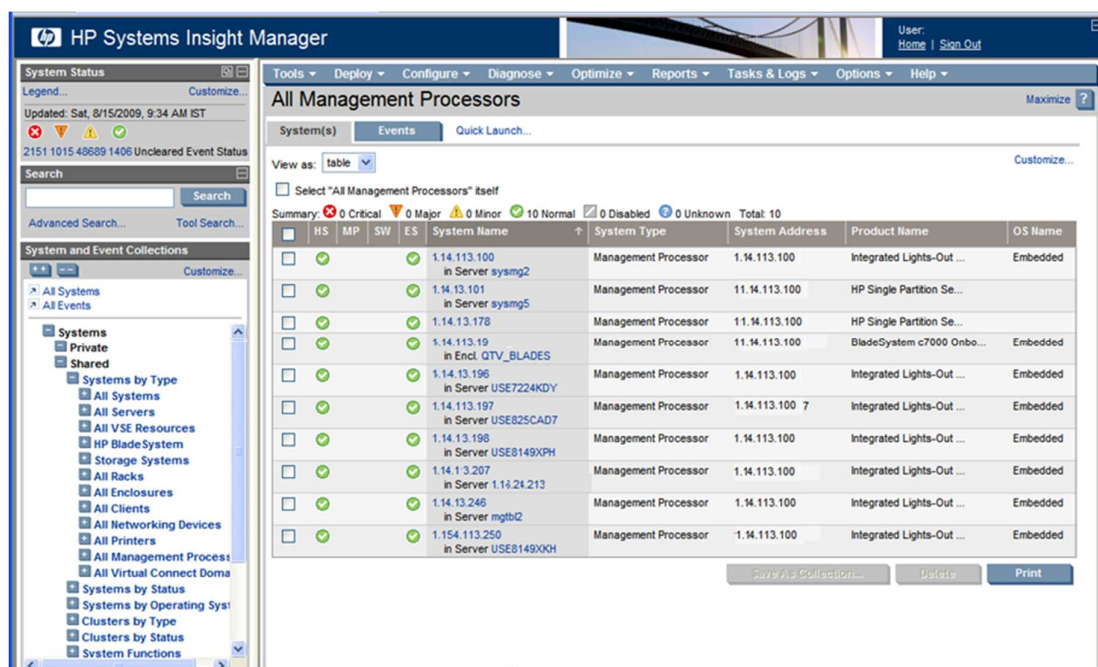 hp HP Systems Insight Manager
User:
Home | Sign Out
System Status
Legend... Customize...
Updated: Sat, 8/15/2009, 9:34 AM IST
2151 1015 48689 1406 Uncleared Event Status
Search
Search
Advanced Search... Tool Search...
System and Event Collections
Customize...
All Systems
All Events
Systems
Private
Shared
Systems by Type
All Systems
All Servers
All VSE Resources
HP BladeSystem
Storage Systems
All Racks
All Enclosures
All Clients
All Networking Devices
All Printers
All Management Process
All Virtual Connect Doma
Systems by Status
Systems by Operating Syst
Clusters by Type
Clusters by Status
System Functions
Tools Deploy Configure Diagnose Optimize Reports Tasks & Logs Options Help
All Management Processors Maximize ?
System(s) Events Quick Launch...
View as: table Customize...
Select "All Management Processors" itself
Summary: 0 Critical 0 Major 0 Minor 10 Normal 0 Disabled 0 Unknown Total: 10
HS MP SW ES System Name System Type System Address Product Name OS Name
1.14.113.100 Management Processor 1.14.113.100 Integrated Lights-Out ... Embedded
in Server sysmg2
1.14.13.101 Management Processor 11.14.113.100 HP Single Partition Se...
in Server sysmg5
1.14.13.178 Management Processor 11.14.113.100 HP Single Partition Se...
1.14.113.19 Management Processor 11.14.113.100 BladeSystem c7000 Onbo... Embedded
in Encl. QTV_BLADES
1.14.13.196 Management Processor 1.14.113.100 Integrated Lights-Out ... Embedded
in Server USE7224KDY
1.14.113.197 Management Processor 1.14.113.100 7 Integrated Lights-Out ... Embedded
in Server USE825CAD7
1.14.13.198 Management Processor 1.14.113.100 Integrated Lights-Out ... Embedded
in Server USE8149XPH
Management Processor 1.14.113.100 Integrated Lights-Out ... Embedded
in Server
1.14.13.246 Management Processor 1.14.113.100 Integrated Lights-Out ... Embedded
in Server mgtbl2
1.154.113.250 Management Processor 1.14.113.100 Integrated Lights-Out ... Embedded
in Server USE8149XKH
Save As Collection... Delete Print